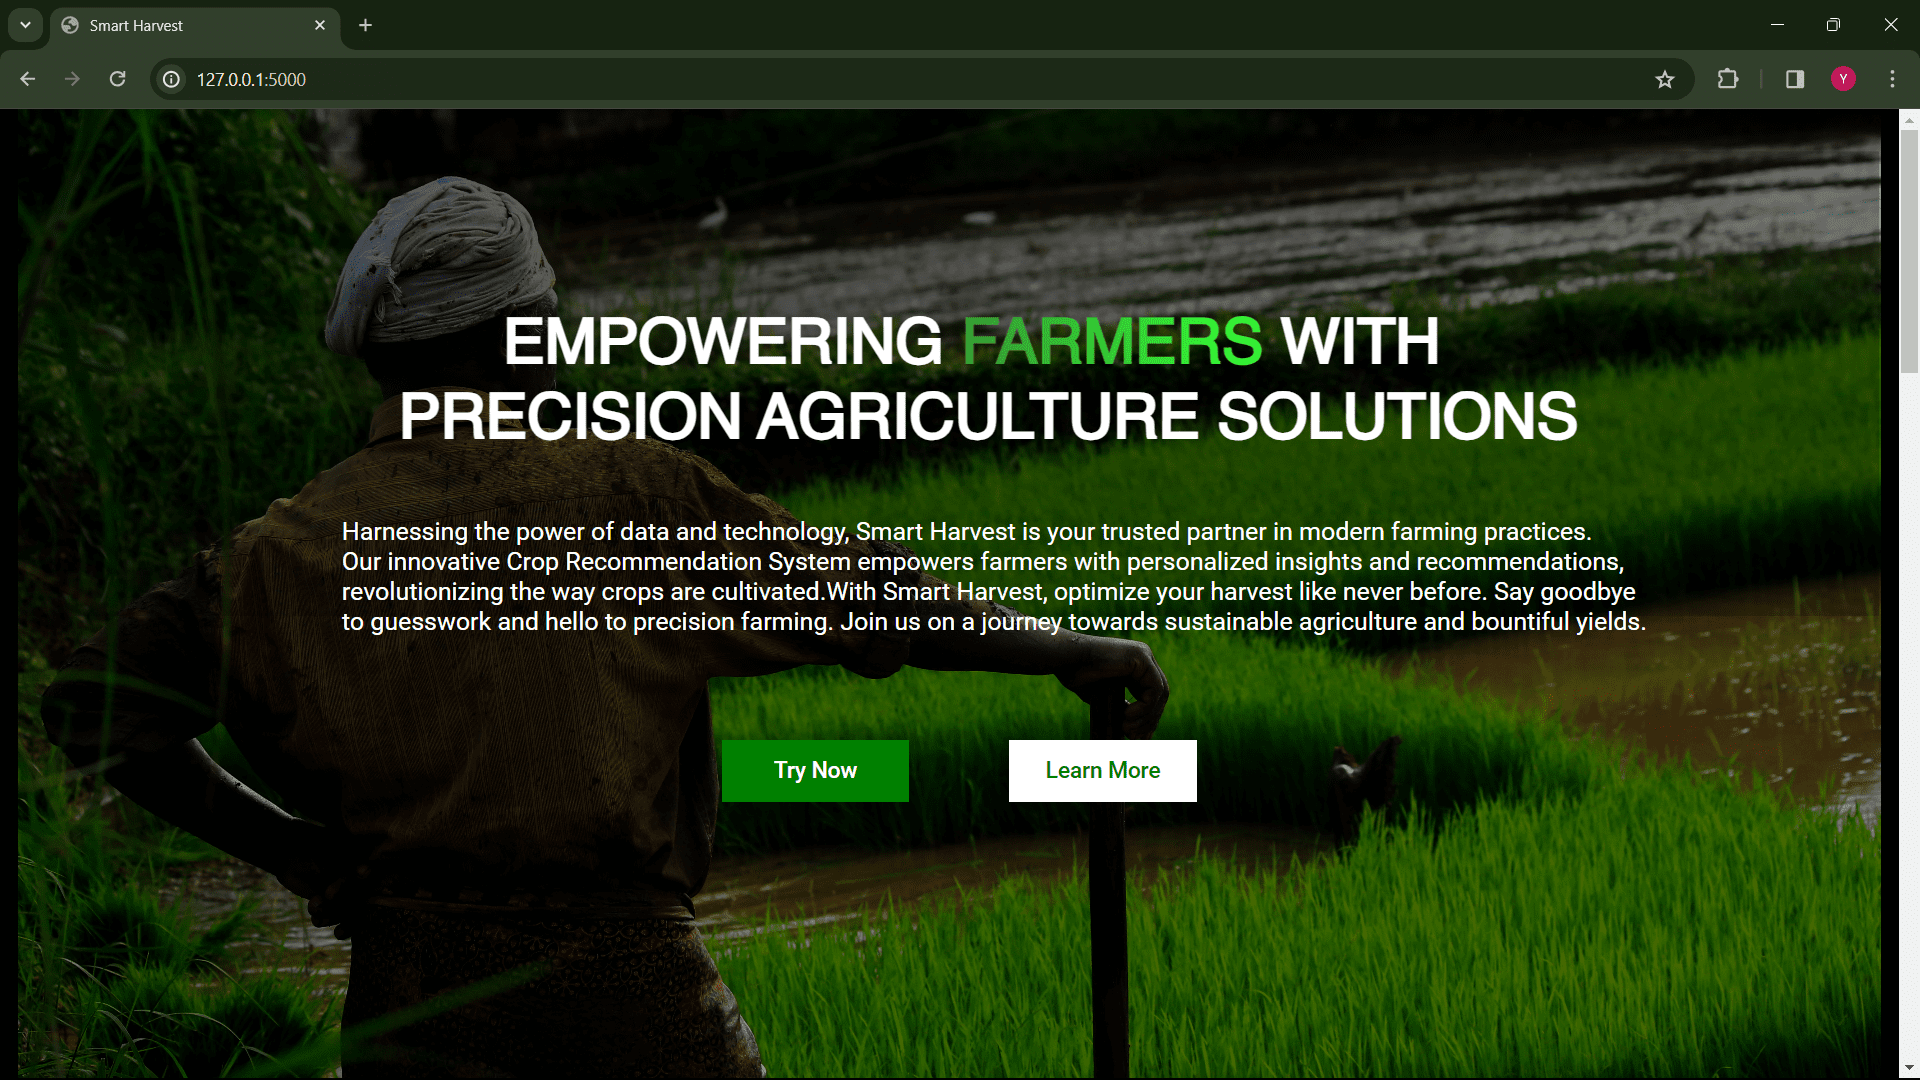 Smart Harvest
127.0.0.1:5000
Y
EMPOWERING FARMERS WITH
PRECISION AGRICULTURE SOLUTIONS
Harnessing the power of data and technology, Smart Harvest is your trusted partner in modern farming practices.
Our innovative Crop Recommendation System empowers farmers with personalized insights and recommendations,
revolutionizing the way crops are cultivated.With Smart Harvest, optimize your harvest like never before. Say goodbye
to guesswork and hello to precision farming. Join us on a journey towards sustainable agriculture and bountiful yields.
Try Now
Learn More